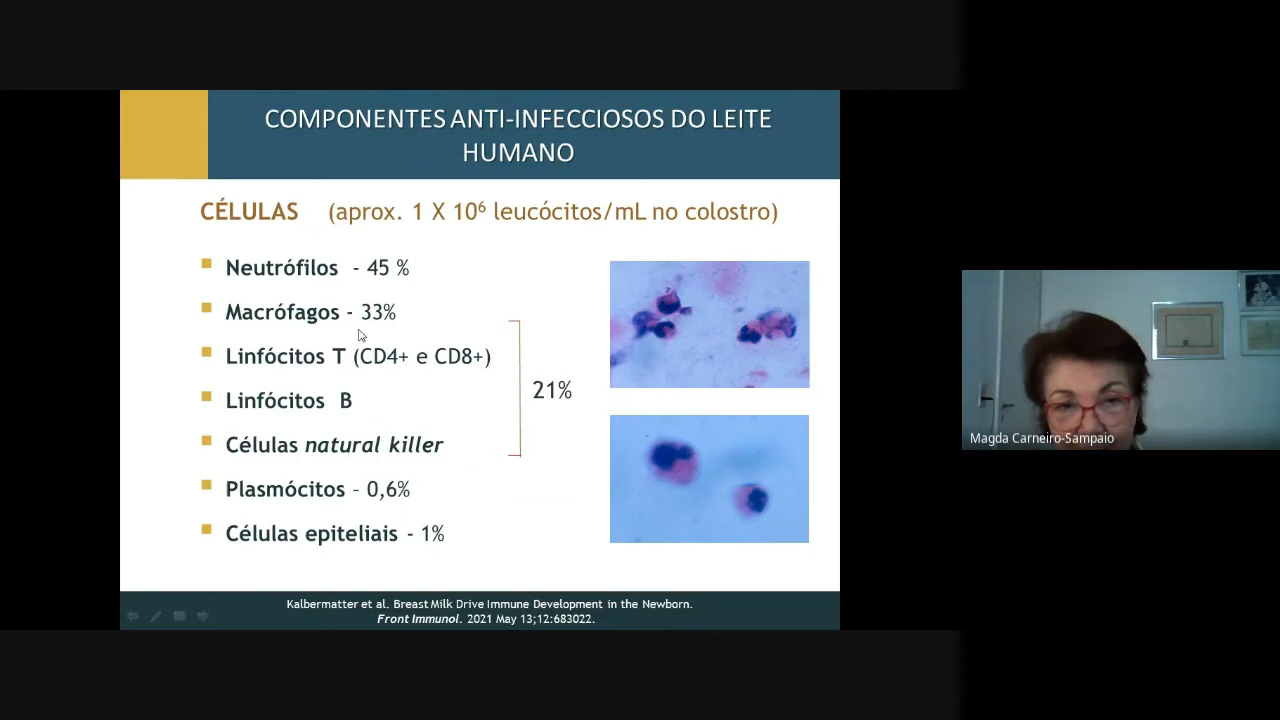 COMPONENTES ANTI-INFECCIOSOS DO LEITE
HUMANO
CÉLULAS (aprox. 1 X 10⁶ leucócitos/mL no colostro)
Neutrófilos - 45 %
Macrófagos - 33%
Linfócitos T (CD4+ e CD8+)
Linfócitos B
Células natural killer
21%
Plasmócitos – 0,6%
Células epiteliais - 1%
Kalbermatter et al. Breast Milk Drive Immune Development in the Newborn.
Front Immunol. 2021 May 13;12:683022.
Magda Carneiro-Sampaio